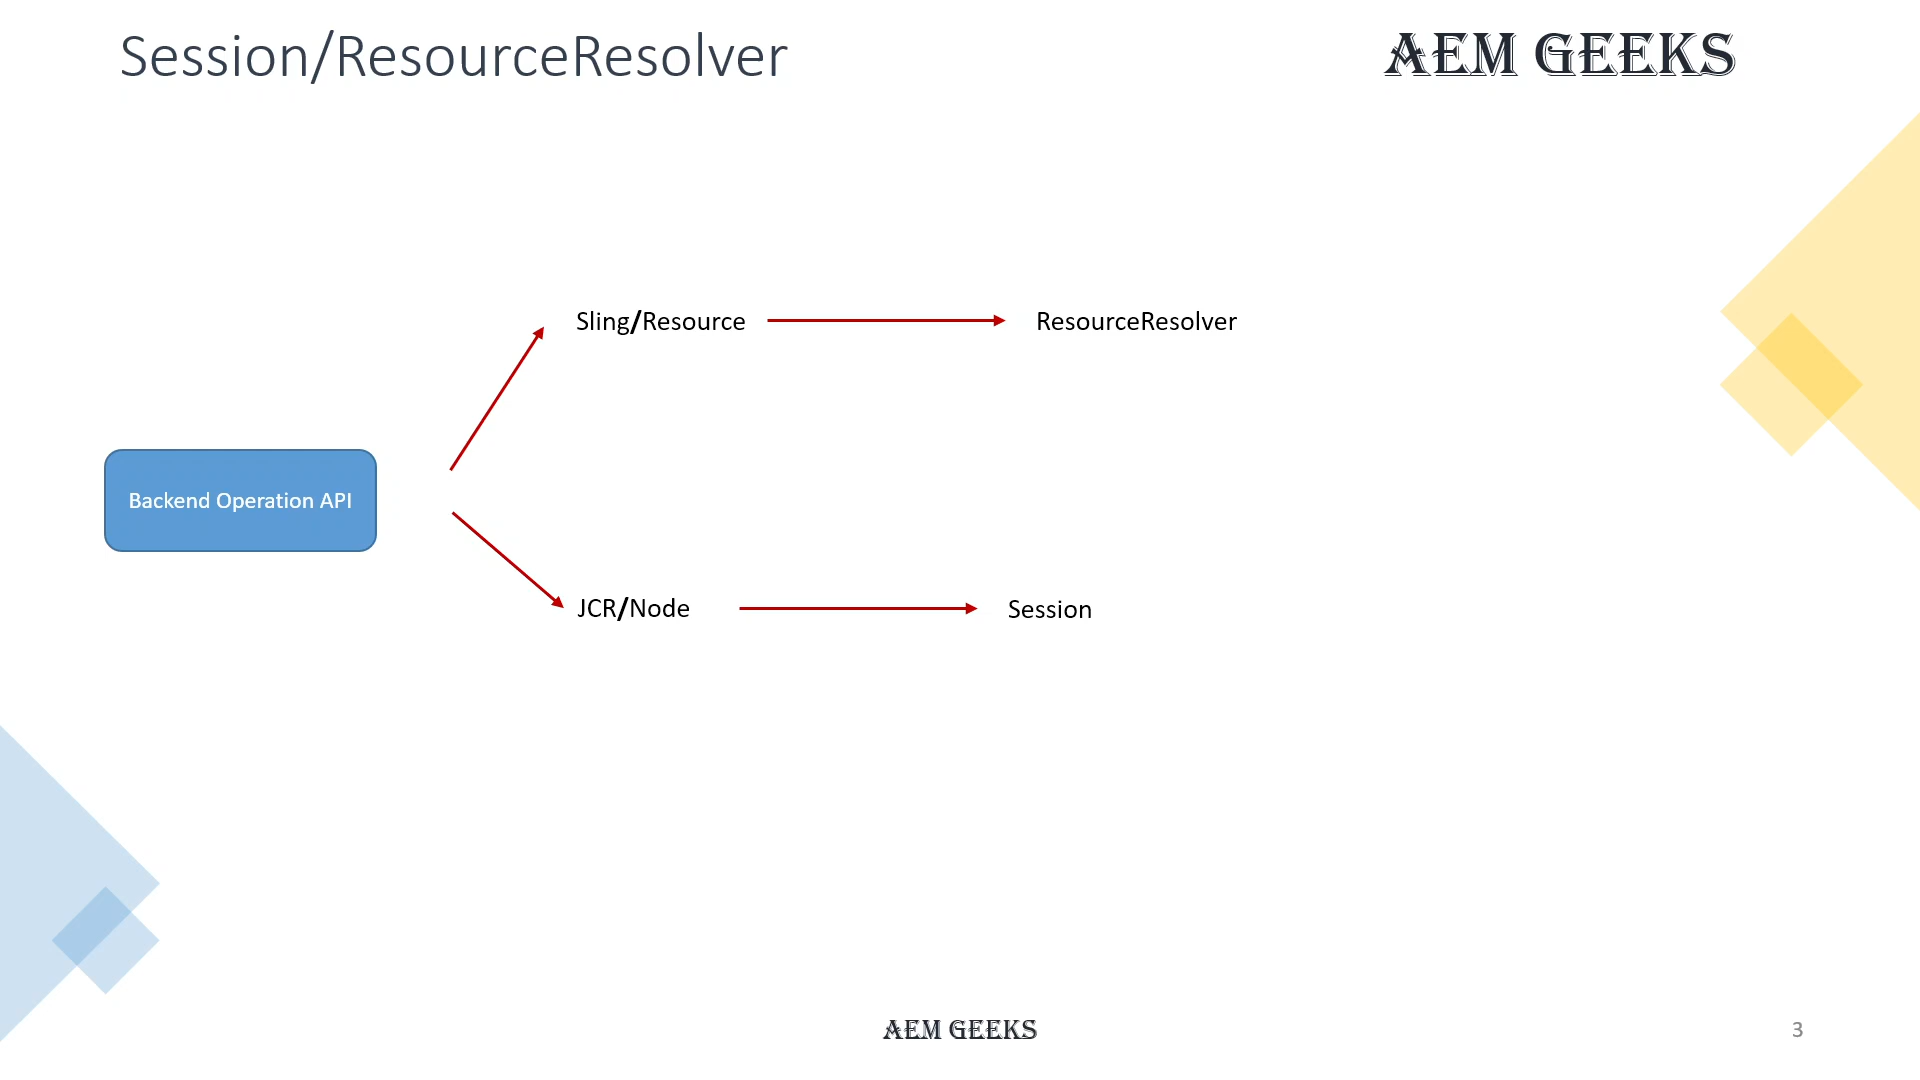 Session/ResourceResolver
AEM GEEKS
Sling/Resource
ResourceResolver
Backend Operation API
JCR/Node
Session
AEM GEEKS
3